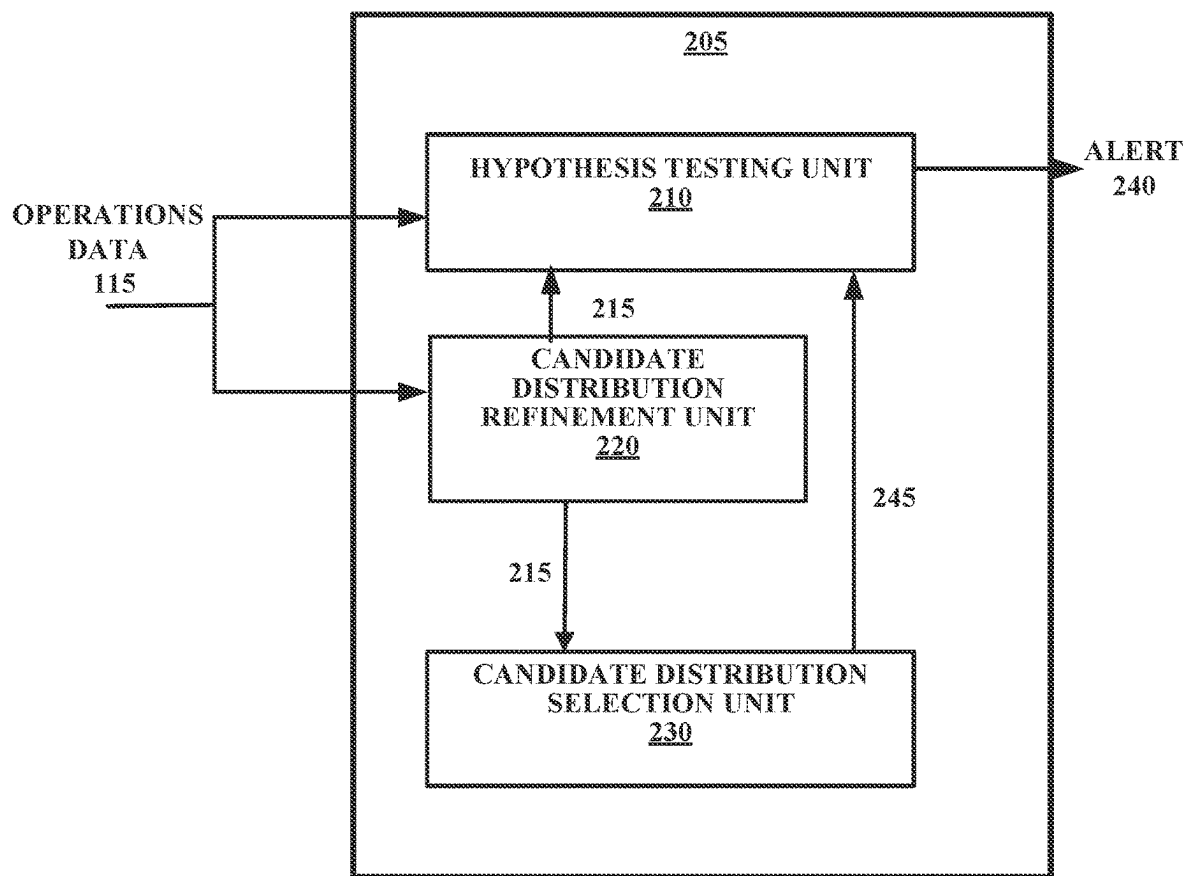 205
HYPOTHESIS TESTING UNIT
210
ALERT
240
OPERATIONS
DATA
115
215
CANDIDATE
DISTRIBUTION
REFINEMENT UNIT
220
245
215
CANDIDATE DISTRIBUTION
SELECTION UNIT
230